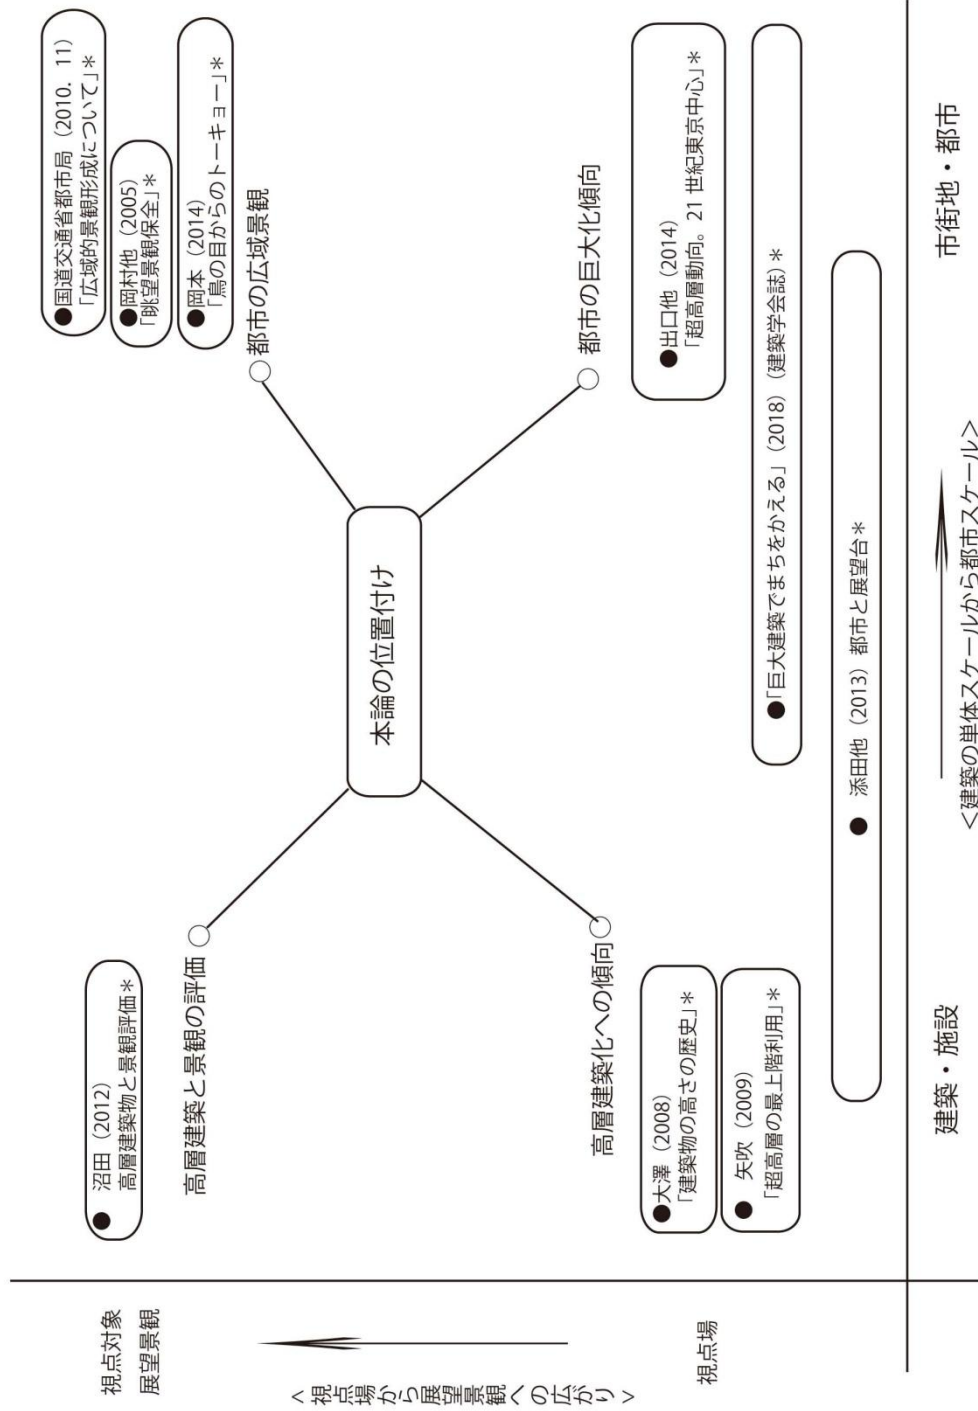 ●国道交通省都市局（2010．11）
「広域的景観形成について」＊
●岡村他（2005）
「眺望景観保全」＊
●岡本（2014）
「鳥の目からのトーキョー」＊
○都市の広域景観
●沼田（2012）
高層建築物と景観評価＊
高層建築と景観の評価○
本論の位置付け
高層建築化への傾向○
●大澤（2008）
「建築物の高さの歴史」＊
●矢吹（2009）
「超高層の最上階利用」＊
○都市の巨大化傾向
●出口他（2014）
「超高層動向。21世紀東京中心」＊
●「巨大建築でまちをかえる」（2018）（建築学会誌）＊
●添田他（2013）都市と展望台＊
視点対象
展望景観
＜視点場から展望景観への広がり＞
視点場
建築・施設
市街地・都市
＜建築の単体スケールから都市スケール＞